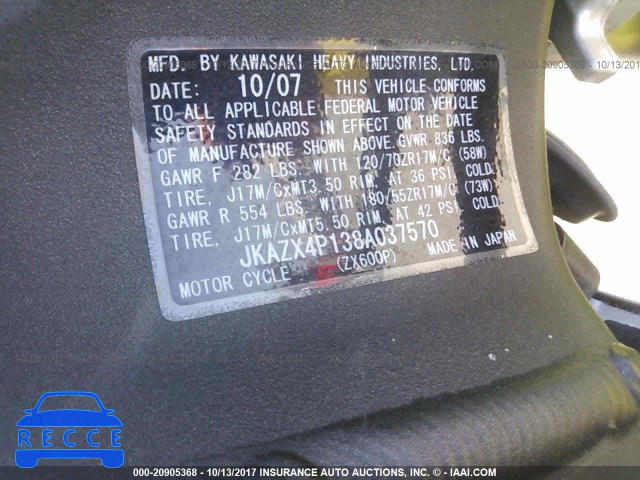 MFD. BY KAWASAKI HEAVY INDUSTRIES, LTD.
DATE: 10/07 THIS VEHICLE CONFORMS
TO ALL APPLICABLE FEDERAL MOTOR VEHICLE
SAFETY STANDARDS IN EFFECT ON THE DATE
OF MANUFACTURE SHOWN ABOVE. GVWR 836 LBS.
GAWR F 282 LBS. WITH 120/70ZR17M/C (58W)
TIRE, J17M/CxMT3.50 RIM, AT 36 PSI COLD.
GAWR R 554 LBS. WITH 180/55ZR17M/C (73W)
TIRE, J17M/CxMT5.50 RIM, AT 42 PSI COLD.
JKAZX4P138A037570
MOTOR CYCLE (ZX600P) MADE IN JAPAN
RECCE
000-20905368 - 10/13/2017 INSURANCE AUTO AUCTIONS, INC. - © IAAI.COM